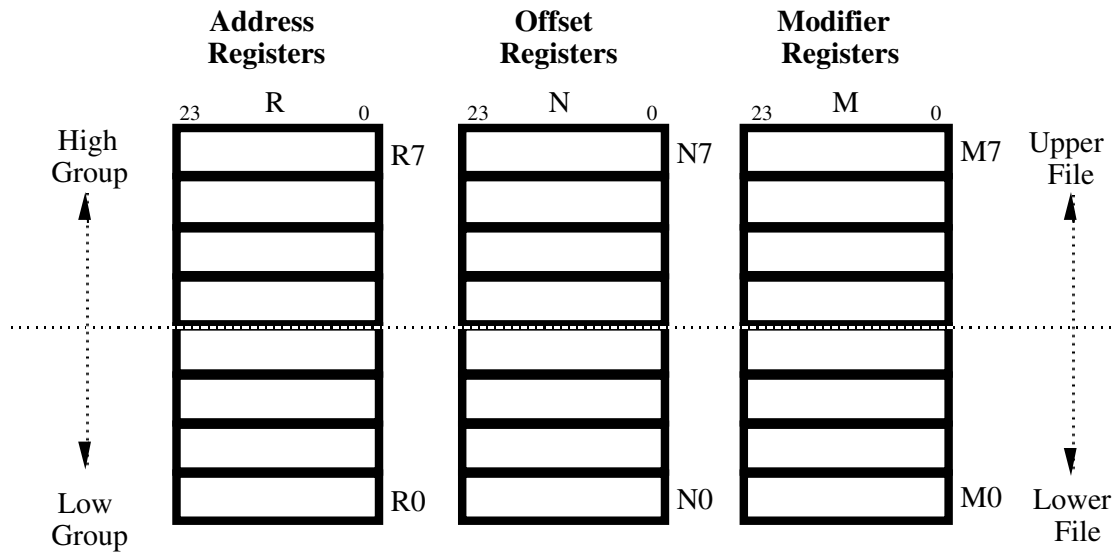 Address
Registers
Offset
Registers
Modifier
Registers
R
N
M
23
0
23
0
23
0
High
Group
R7
N7
M7
Upper
File
Low
Group
R0
N0
M0
Lower
File